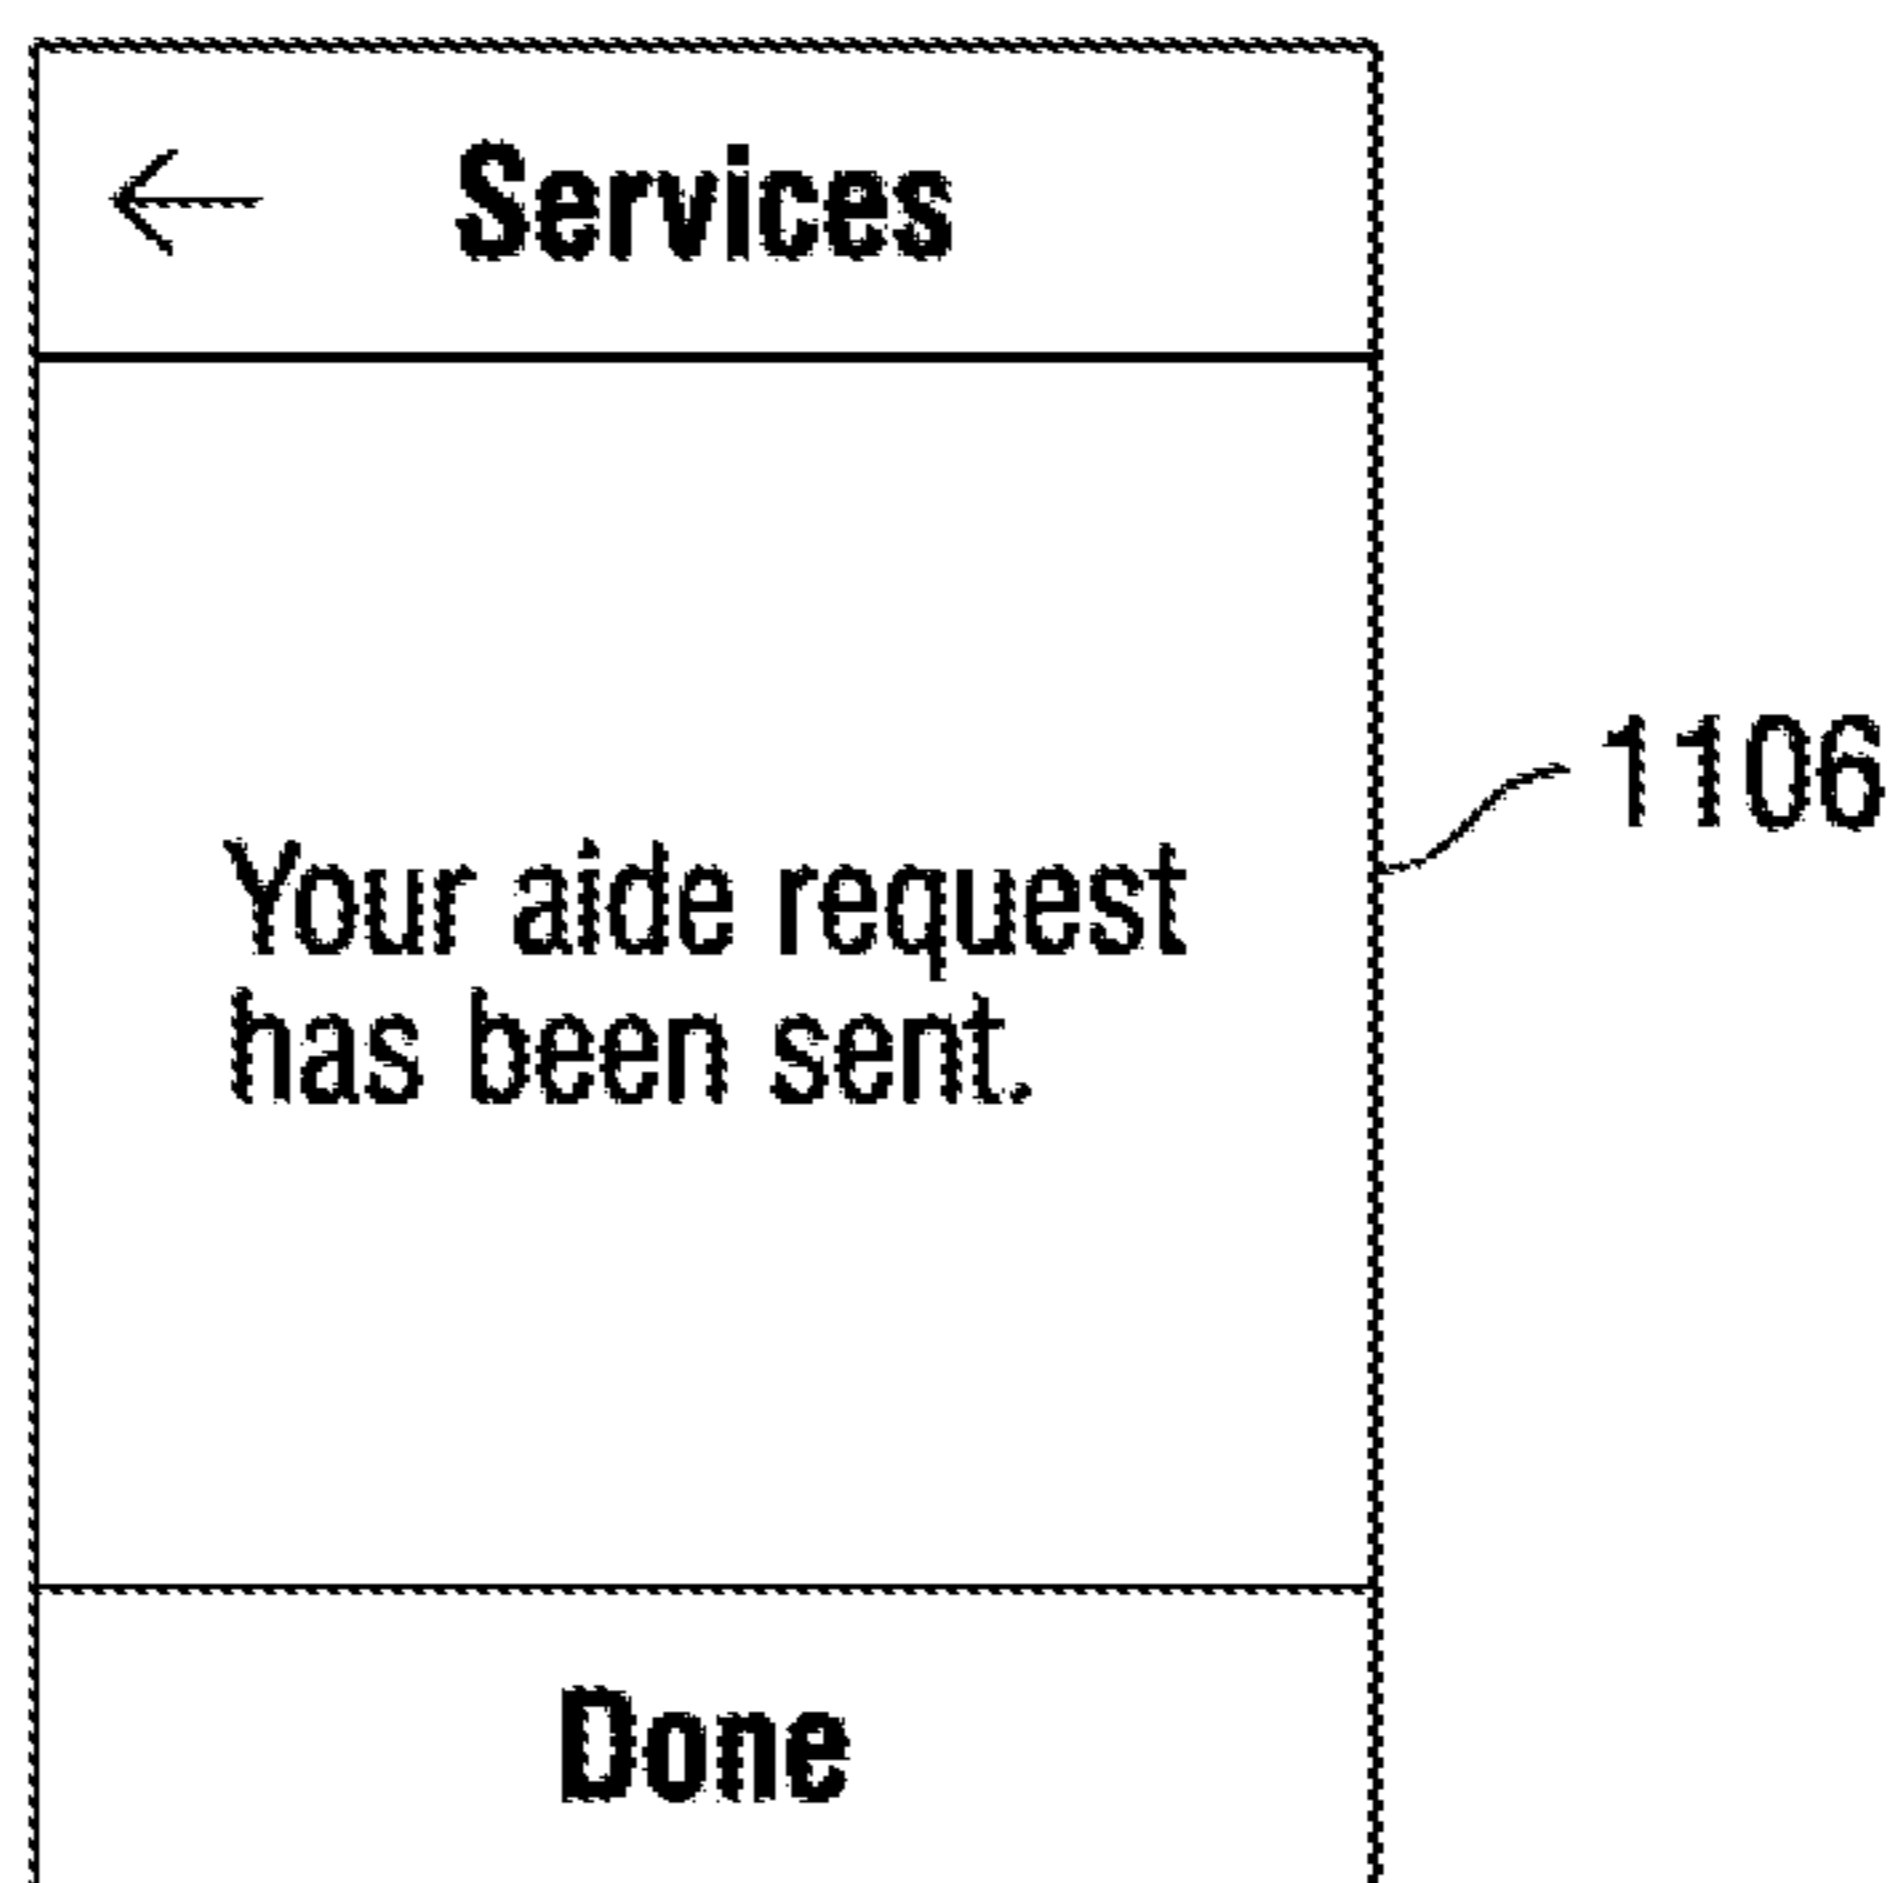 Services
1106
Your aide request
has been sent.
Done